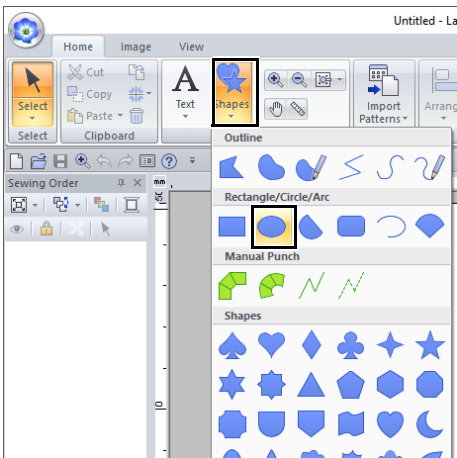 Untitled - La
Home Image View
Select
Select
Cut
Copy
Paste
Clipboard
Text
Shapes
Import
Patterns
Arrang
Outline
Rectangle/Circle/Arc
Manual Punch
Shapes
Sewing Order
mm